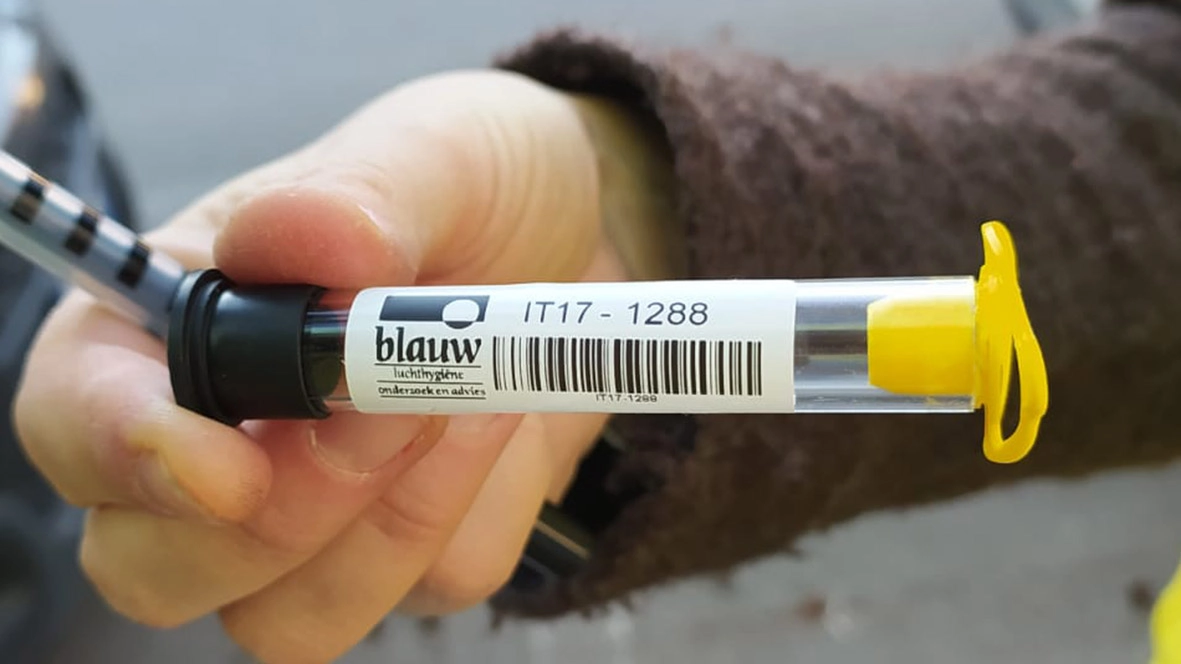 IT17 - 1288
blauw
luchthygiëne
onderzoek en advies
IT17-1288